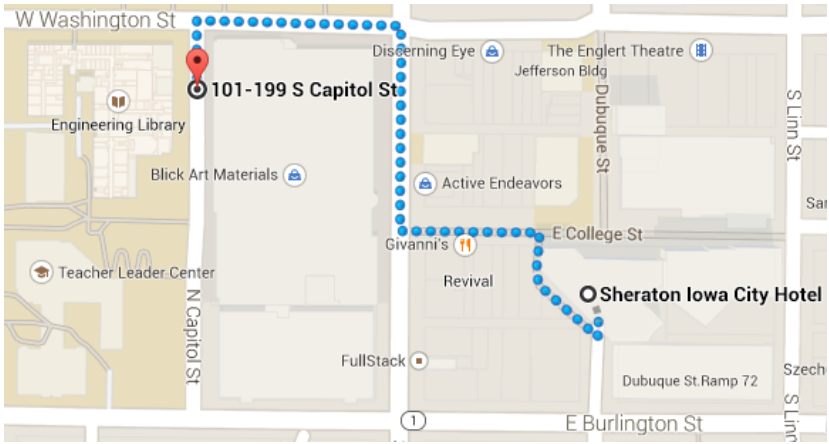 W Washington St
Discerning Eye
The Englert Theatre
Jefferson Bldg
101-199 S Capitol St
Dubuque St
S Linn St
Engineering Library
Blick Art Materials
Active Endeavors
San
Givanni's
E College St
Teacher Leader Center
Revival
Sheraton Iowa City Hotel
N Capitol St
FullStack
Dubuque St.Ramp 72
Szech
S Linn
1
E Burlington St